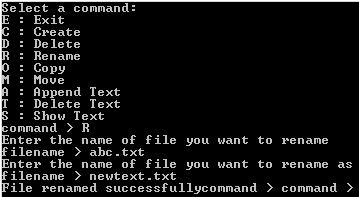 Select a command:
E : Exit
C : Create
D : Delete
R : Rename
O : Copy
M : Move
A : Append Text
T : Delete Text
S : Show Text
command > R
Enter the name of file you want to rename
filename > abc.txt
Enter the name of file you want to rename as
filename > newtext.txt
File renamed successfullycommand > command >